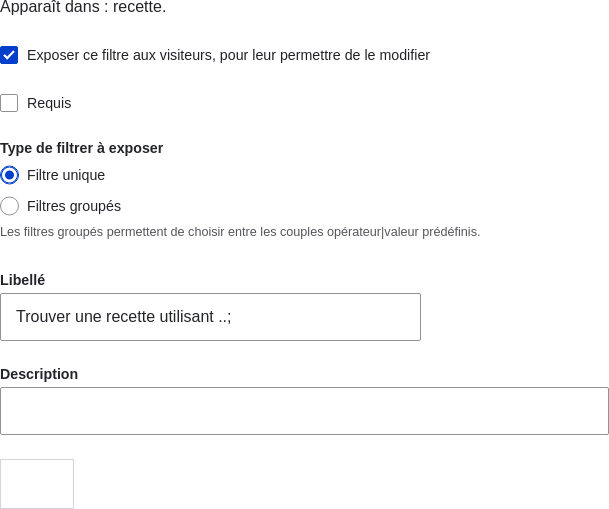 Apparaît dans : recette.
Exposer ce filtre aux visiteurs, pour leur permettre de le modifier
Requis
Type de filtrer à exposer
Filtre unique
Filtres groupés
Les filtres groupés permettent de choisir entre les couples opérateur|valeur prédéfinis.
Libellé
Trouver une recette utilisant ..;
Description